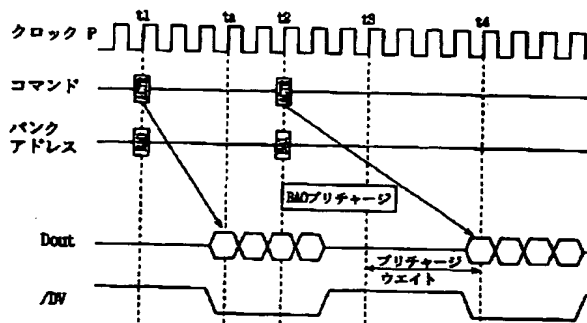 t1 ta t2 t3 t4
クロック P
コマンド
バンク
アドレス
BA0プリチャージ
Dout
プリチャージ
ウエイト
/DV